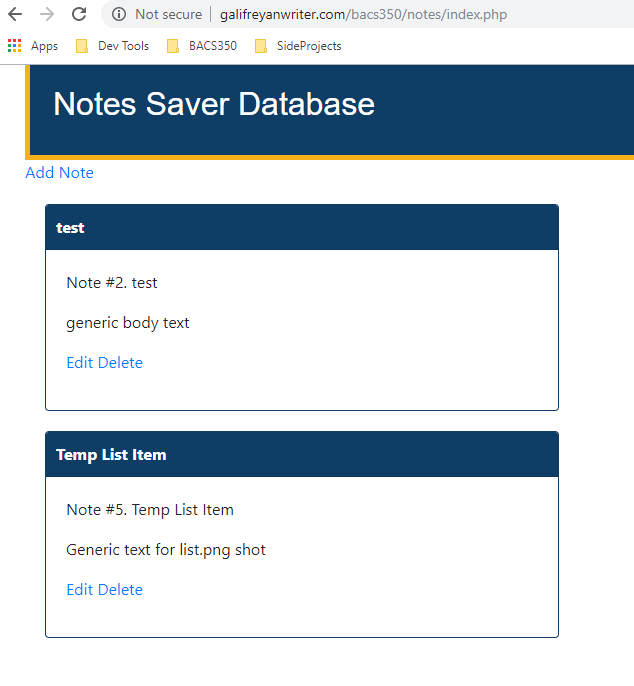 Not secure | galifreyanwriter.com/bacs350/notes/index.php
Apps Dev Tools BACS350 SideProjects
Notes Saver Database
Add Note
test
Note #2. test
generic body text
Edit Delete
Temp List Item
Note #5. Temp List Item
Generic text for list.png shot
Edit Delete